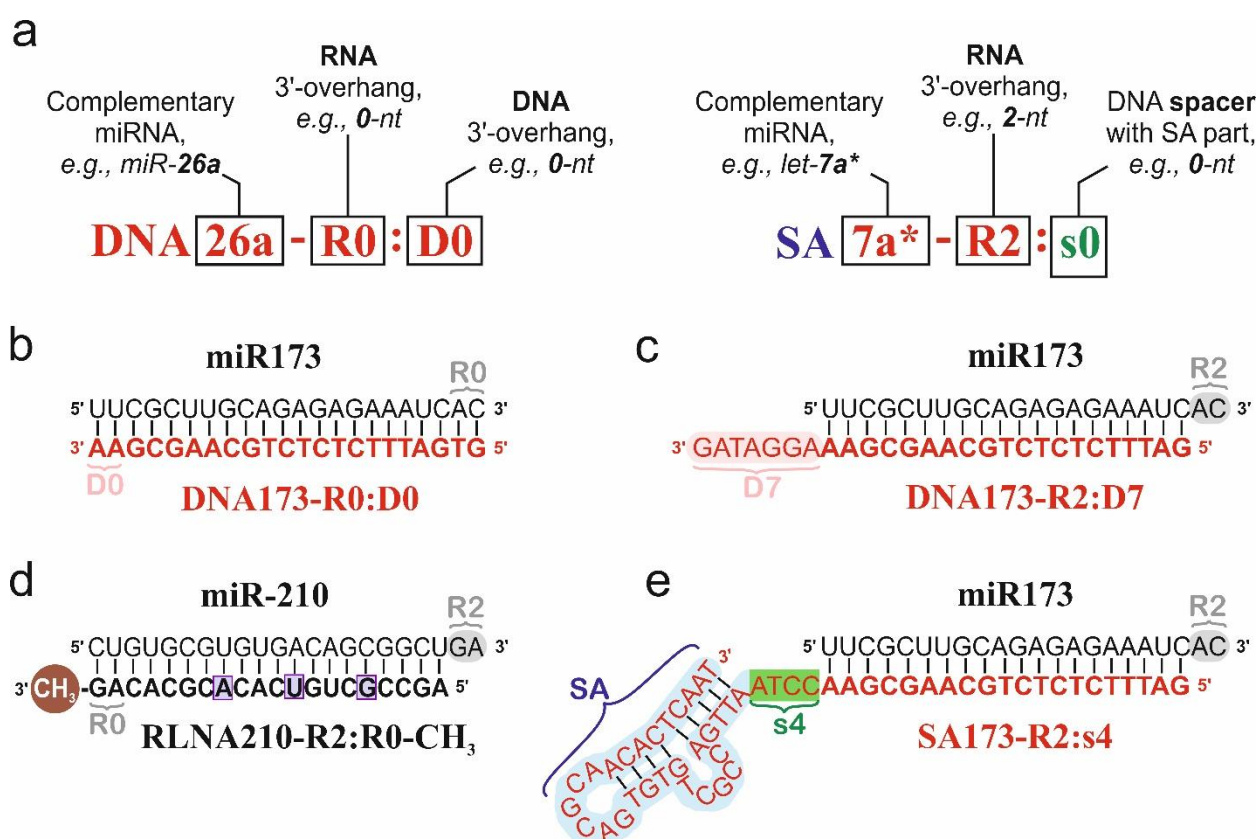 a
RNA
3'-overhang,
e.g., 0-nt
Complementary
miRNA,
e.g., miR-26a
DNA
3'-overhang,
e.g., 0-nt
DNA 26a - R0 : D0
RNA
3'-overhang,
e.g., 2-nt
Complementary
miRNA,
e.g., let-7a*
DNA spacer
with SA part,
e.g., 0-nt
SA 7a* - R2 : s0
b
miR173
R0
5' UUCGCUUGCAGAGAGAAAUCAC 3'
3' AAGCGAACGTCTCTCTTTAGTG 5'
D0
DNA173-R0:D0
c
miR173
R2
5' UUCGCUUGCAGAGAGAAAUCAC 3'
3' GATAGGAAAGCGAACGTCTCTCTTTAG 5'
D7
DNA173-R2:D7
d
miR-210
R2
5' CUGUGCGUGUGACAGCGGCUGA 3'
3' CH₃-GACACGCACACUGUCGCCGA 5'
R0
RLNA210-R2:R0-CH₃
e
miR173
R2
5' UUCGCUUGCAGAGAGAAAUCAC 3'
ATCCAAGCGAACGTCTCTCTTTAG 5'
s4
SA173-R2:s4
SA
CAACACTCAAT 3'
AGTTA